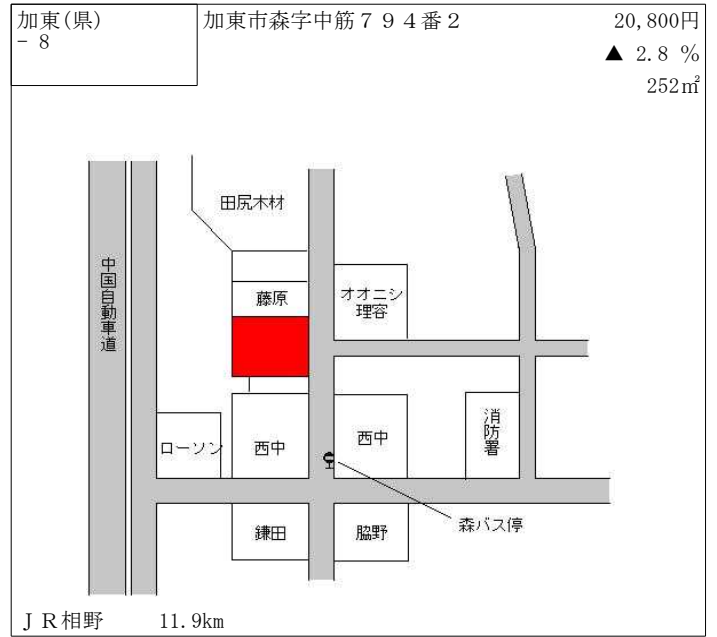 加東(県)
- 8
加東市森字中筋７９４番２
20,800円
▲ 2.8 %
252㎡
田尻木材
中国自動車道
藤原
オオニシ
理容
ローソン
西中
西中
消防署
鎌田
脇野
森バス停
ＪＲ相野 11.9km